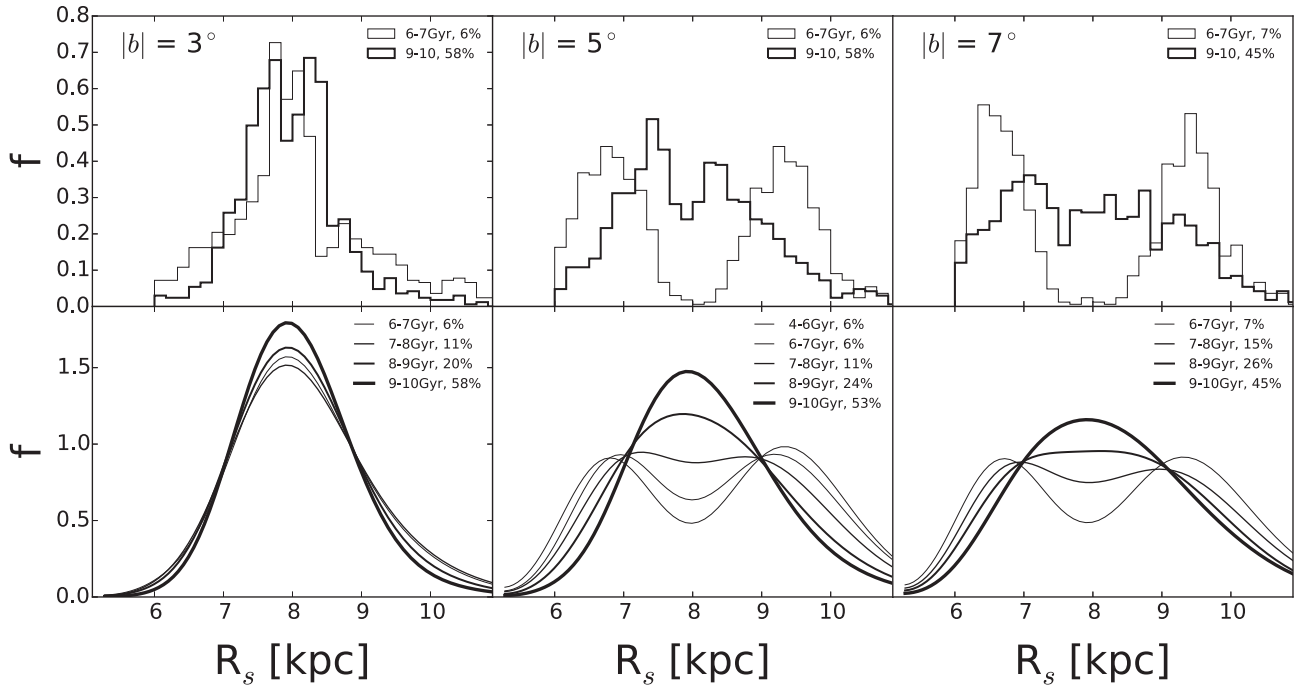 |b| = 3°
6-7Gyr, 6%
9-10, 58%
|b| = 5°
6-7Gyr, 6%
9-10, 58%
|b| = 7°
6-7Gyr, 7%
9-10, 45%
f
0.8
0.7
0.6
0.5
0.4
0.3
0.2
0.1
0.0
6-7Gyr, 6%
7-8Gyr, 11%
8-9Gyr, 20%
9-10Gyr, 58%
4-6Gyr, 6%
6-7Gyr, 6%
7-8Gyr, 11%
8-9Gyr, 24%
9-10Gyr, 53%
6-7Gyr, 7%
7-8Gyr, 15%
8-9Gyr, 26%
9-10Gyr, 45%
f
1.5
1.0
0.5
0.0
6 7 8 9 10
6 7 8 9 10
6 7 8 9 10
R_s [kpc]
R_s [kpc]
R_s [kpc]